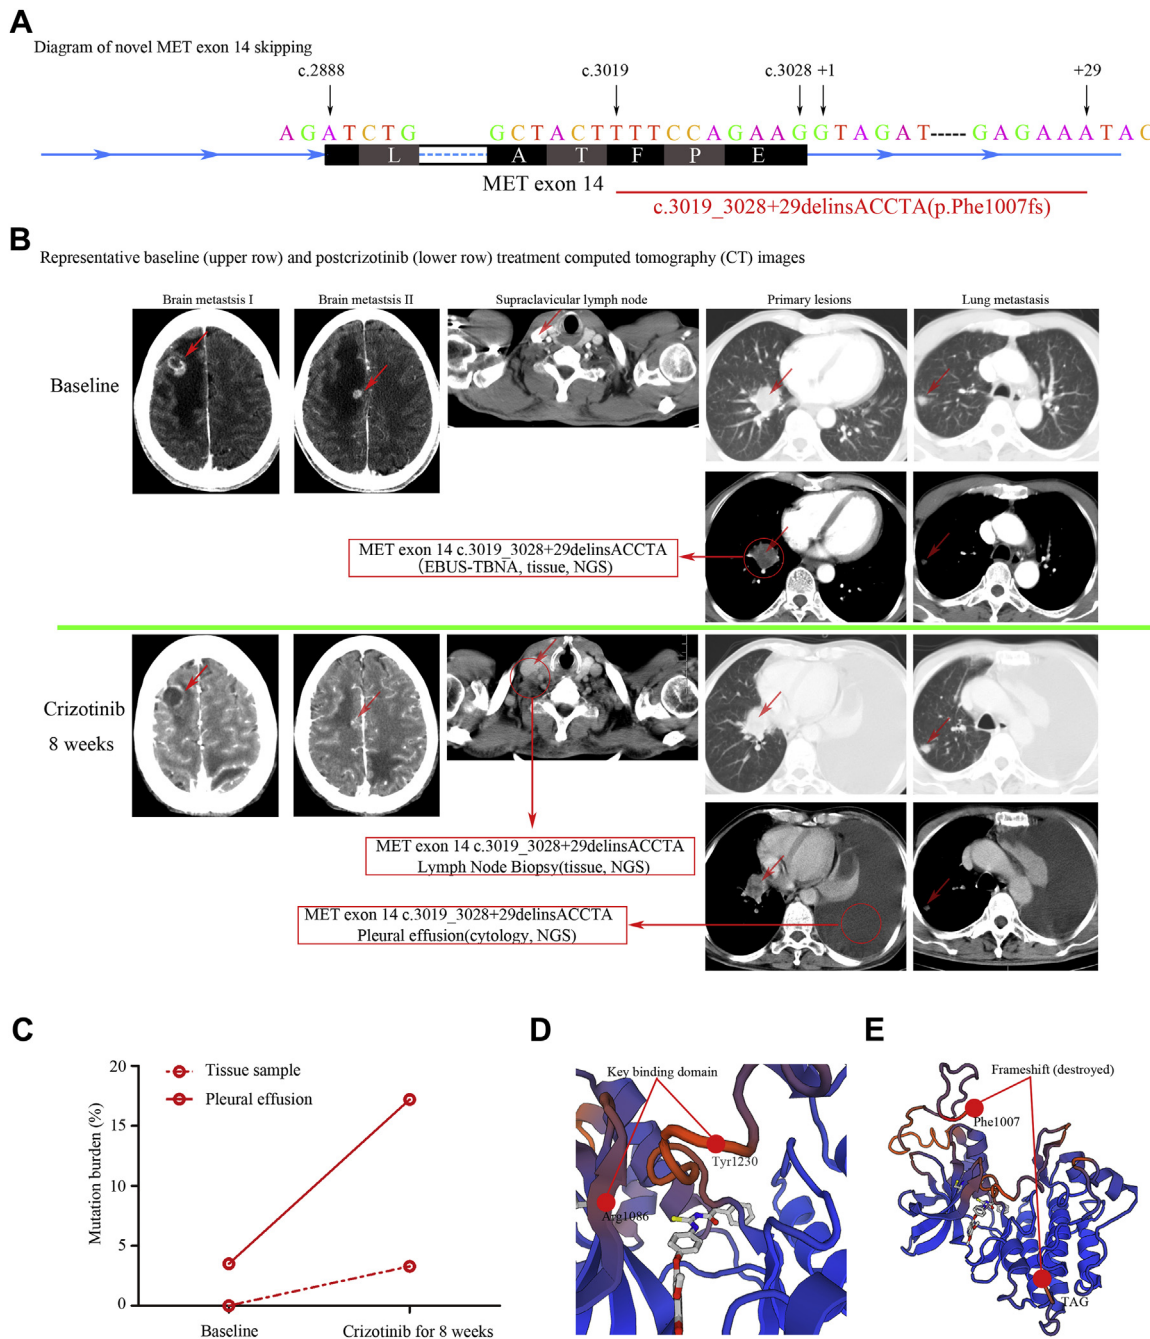 A
Diagram of novel MET exon 14 skipping
c.2888 c.3019 c.3028 +1 +29
AGATCTG GCTACTTTTCCAGAAGGTAGAT-----GAGAAATAC
L A T F P E
MET exon 14
c.3019_3028+29delinsACCTA(p.Phe1007fs)
B
Representative baseline (upper row) and postcrizotinib (lower row) treatment computed tomography (CT) images
Brain metastsis I Brain metastsis II Supraclavicular lymph node Primary lesions Lung metastasis
Baseline
MET exon 14 c.3019_3028+29delinsACCTA
(EBUS-TBNA, tissue, NGS)
Crizotinib
8 weeks
MET exon 14 c.3019_3028+29delinsACCTA
Lymph Node Biopsy(tissue, NGS)
MET exon 14 c.3019_3028+29delinsACCTA
Pleural effusion(cytology, NGS)
C
Mutation burden (%)
20
15
10
5
0
Tissue sample
Pleural effusion
Baseline Crizotinib for 8 weeks
D
Key binding domain
Tyr1230
Arg1086
E
Frameshift (destroyed)
Phe1007
TAG